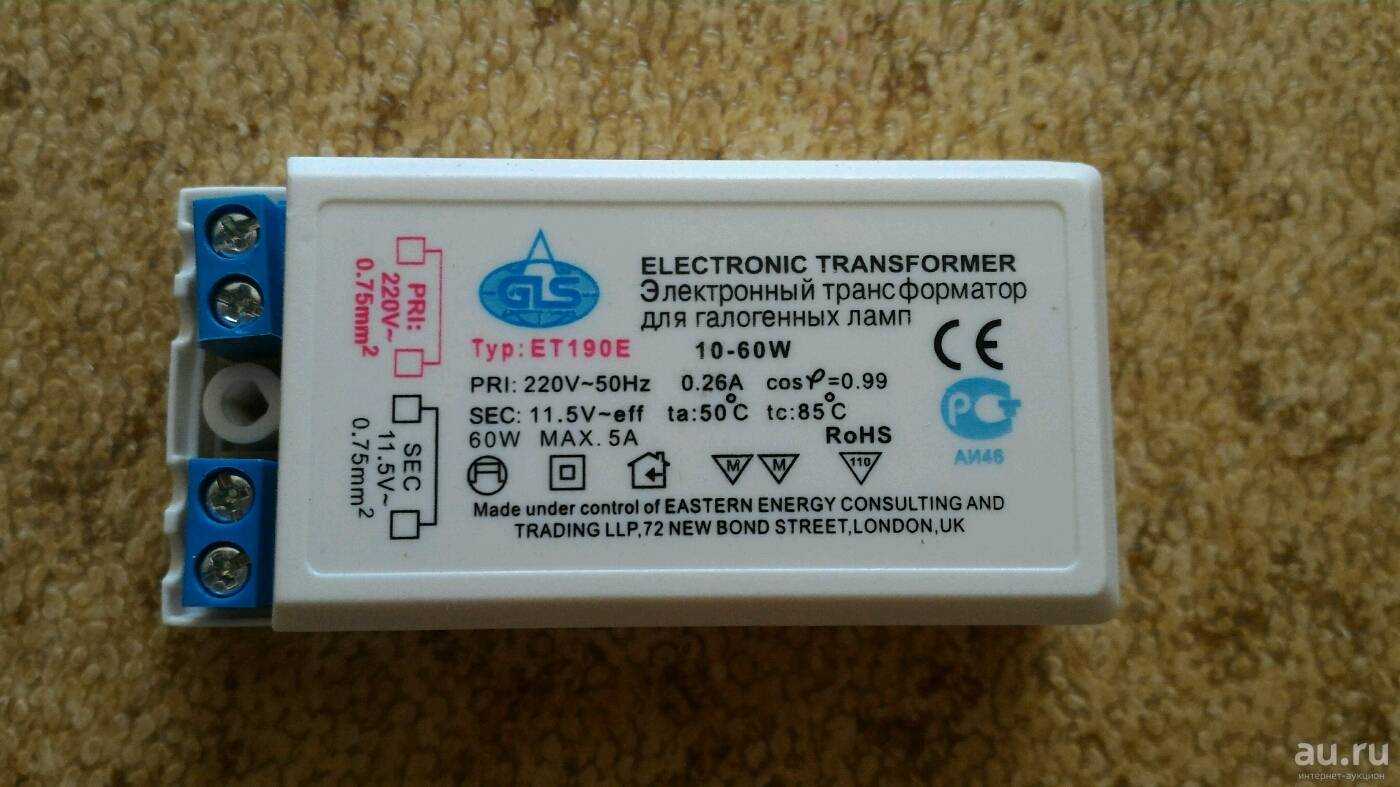 PRI:
220V~
0.75mm²
SEC
11.5V~
0.75mm²
GLS
ELECTRONIC TRANSFORMER
Электронный трансформатор
для галогенных ламп
Typ: ET190E 10-60W
CE
PRI: 220V~50Hz 0.26A cosφ=0.99
SEC: 11.5V~eff ta:50°C tc:85°C
60W MAX. 5A RoHS
РСТ
АИ46
M M 110
Made under control of EASTERN ENERGY CONSULTING AND
TRADING LLP,72 NEW BOND STREET,LONDON,UK
au.ru
интернет-аукцион